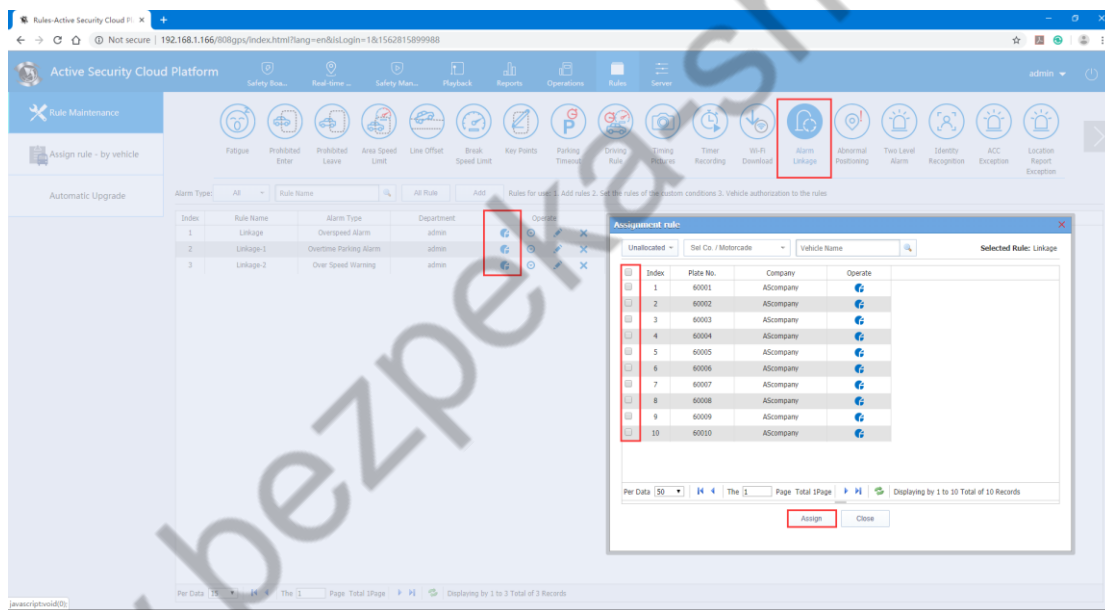 Rules-Active Security Cloud Pl
Not secure | 192.168.1.166/808gps/index.html?lang=en&isLogin=1&1562815899988
Active Security Cloud Platform
Safety Boa... Real-time ... Safety Man... Playback Reports Operations Rules Server
admin
Rule Maintenance
Assign rule - by vehicle
Automatic Upgrade
Fatigue Prohibited Enter Prohibited Leave Area Speed Limit Line Offset Break Speed Limit Key Points Parking Timeout Driving Rule Timing Pictures Timer Recording Wi-Fi Download Alarm Linkage Abnormal Positioning Two Level Alarm Identity Recognition ACC Exception Location Report Exception
Alarm Type: All Rule Name All Rule Add Rules for use: 1. Add rules 2. Set the rules of the custom conditions 3. Vehicle authorization to the rules
Index Rule Name Alarm Type Department Operate
1 Linkage Overspeed Alarm admin
2 Linkage-1 Overtime Parking Alarm admin
3 Linkage-2 Over Speed Warning admin
Assignment rule
Unallocated Sel Co. / Motorcade Vehicle Name Selected Rule: Linkage
Index Plate No. Company Operate
1 60001 AScompany
2 60002 AScompany
3 60003 AScompany
4 60004 AScompany
5 60005 AScompany
6 60006 AScompany
7 60007 AScompany
8 60008 AScompany
9 60009 AScompany
10 60010 AScompany
Per Data 50 The 1 Page Total 1Page Displaying by 1 to 10 Total of 10 Records
Assign Close
Per Data The 1 Page Total 1Page Displaying by 1 to 3 Total of 3 Records
javascript:void(0);